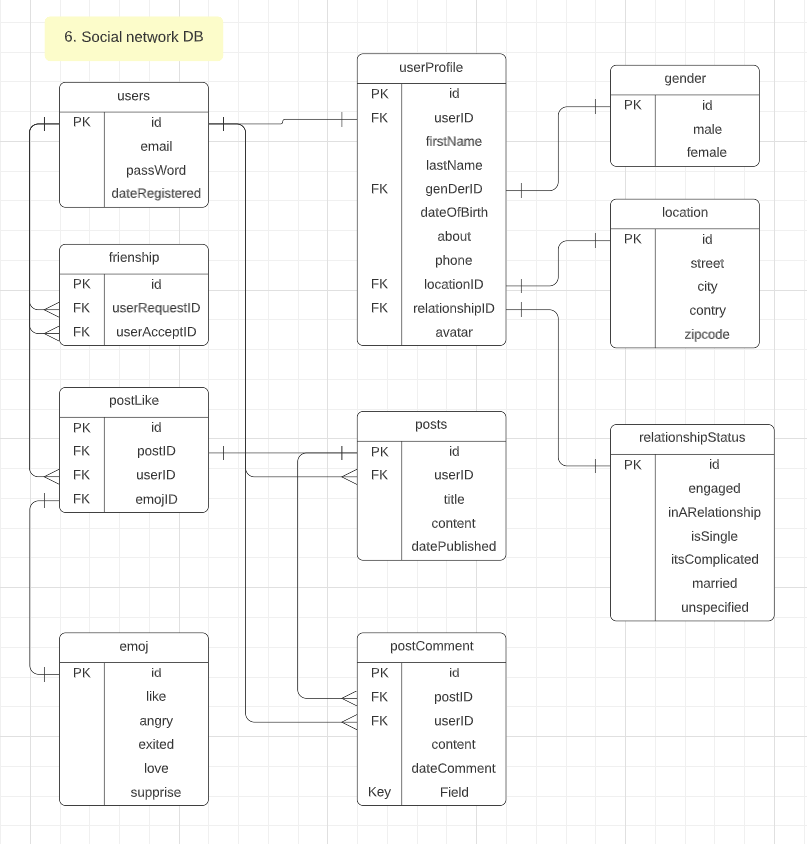 6. Social network DB
users
PK id
email
passWord
dateRegistered
frienship
PK id
FK userRequestID
FK userAcceptID
postLike
PK id
FK postID
FK userID
FK emojID
emoj
PK id
like
angry
exited
love
supprise
userProfile
PK id
FK userID
firstName
lastName
FK genDerID
dateOfBirth
about
phone
FK locationID
FK relationshipID
avatar
posts
PK id
FK userID
title
content
datePublished
postComment
PK id
FK postID
FK userID
content
dateComment
Key Field
gender
PK id
male
female
location
PK id
street
city
contry
zipcode
relationshipStatus
PK id
engaged
inARelationship
isSingle
itsComplicated
married
unspecified